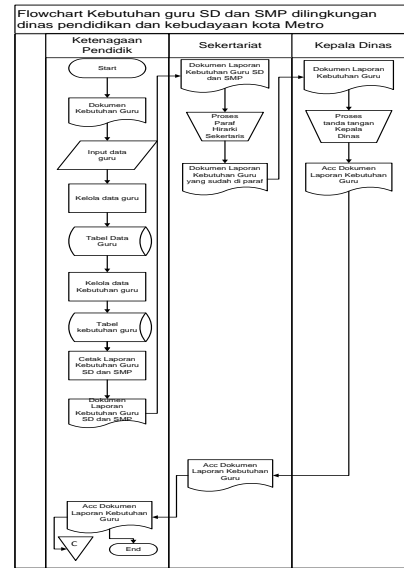 Flowchart Kebutuhan guru SD dan SMP dilingkungan
dinas pendidikan dan kebudayaan kota Metro
Ketenagaan
Pendidik
Sekertariat
Kepala Dinas
Start
Dokumen
Kebutuhan Guru
Input data
guru
Kelola data guru
Tabel Data
Guru
Kelola data
Kebutuhan guru
Tabel
kebutuhan guru
Cetak Laporan
Kebutuhan Guru
SD dan SMP
Dokumen
Laporan
Kebutuhan Guru
SD dan SMP
Dokumen Laporan
Kebutuhan Guru SD
dan SMP
Proses
Paraf
Hirarki
Sekertaris
Dokumen Laporan
Kebutuhan Guru
yang sudah di paraf
Dokumen Laporan
Kebutuhan Guru
Proses
tanda tangan
Kepala
Dinas
Acc Dokumen
Laporan Kebutuhan
Guru
Acc Dokumen
Laporan Kebutuhan
Guru
Acc Dokumen
Laporan Kebutuhan
Guru
C
End